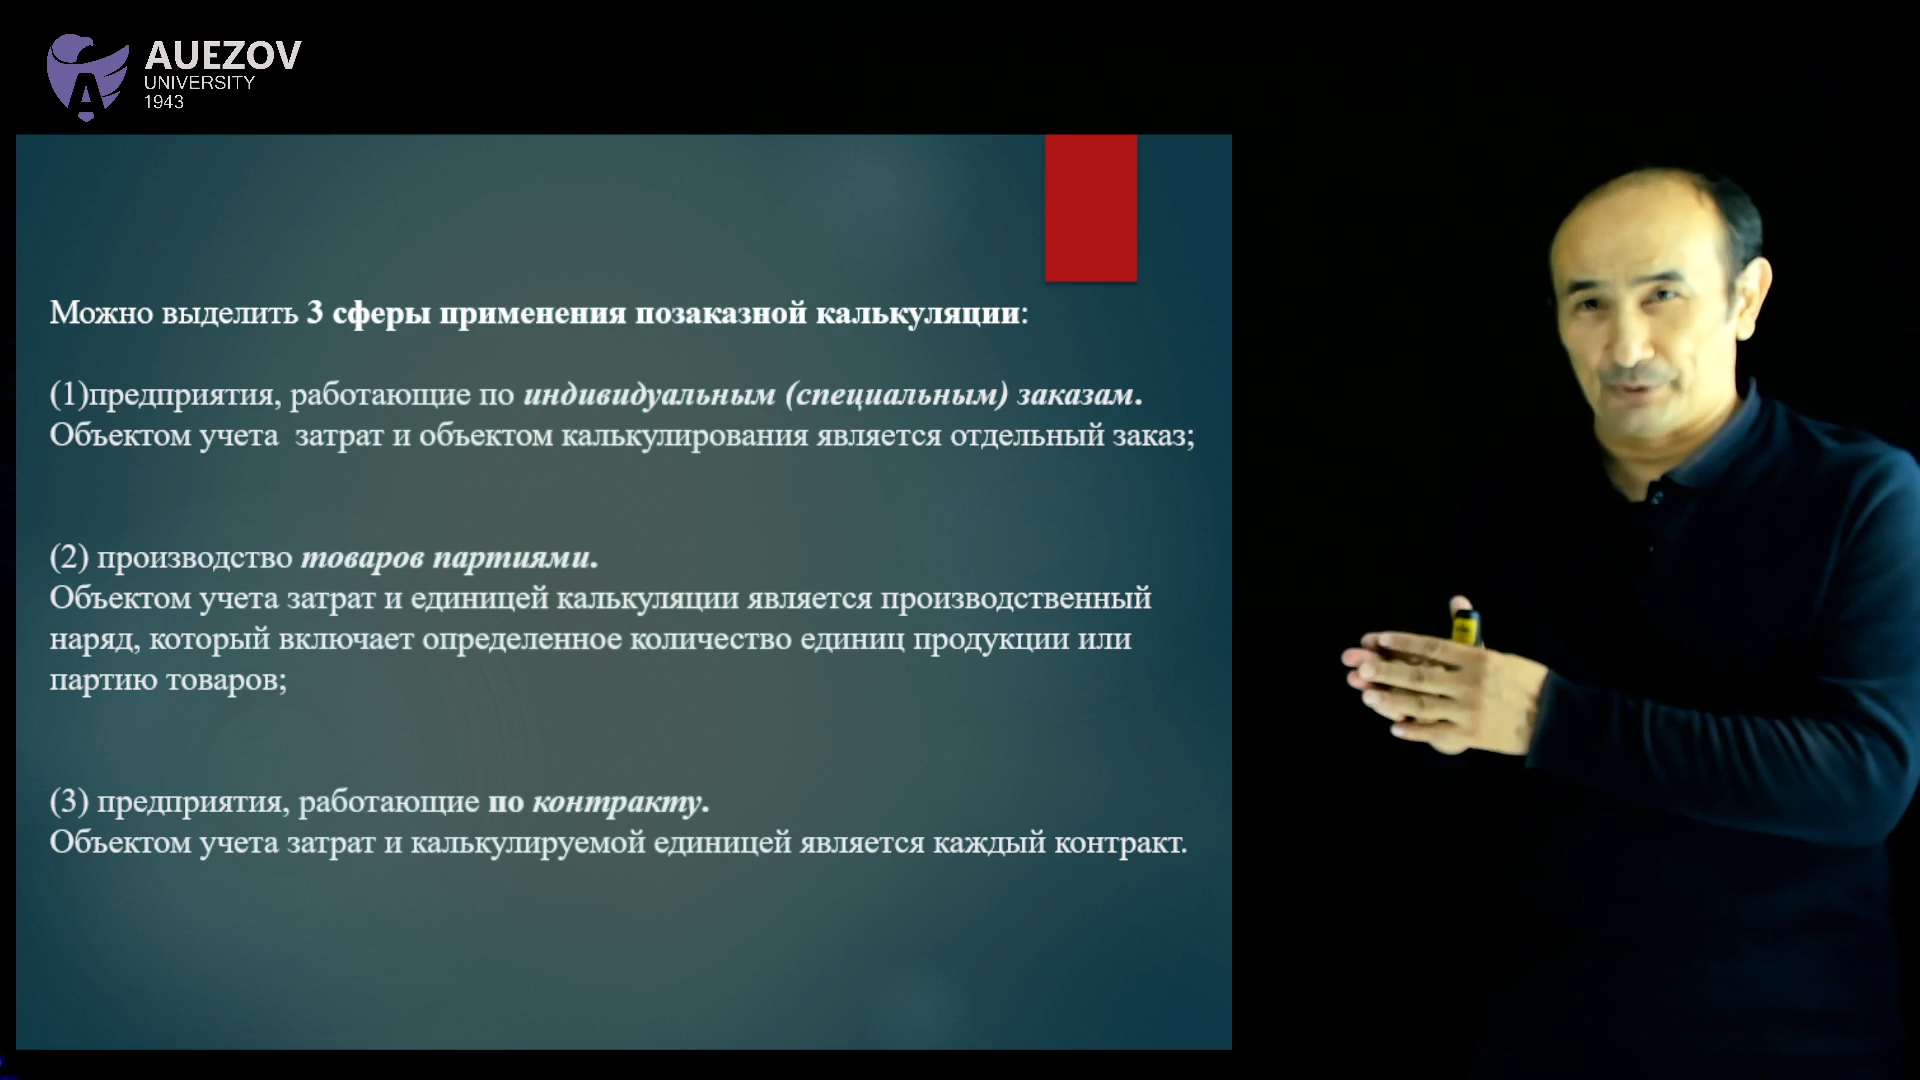 AUEZOV
UNIVERSITY
1943
Можно выделить 3 сферы применения позаказной калькуляции:
(1)предприятия, работающие по индивидуальным (специальным) заказам.
Объектом учета  затрат и объектом калькулирования является отдельный заказ;
(2) производство товаров партиями.
Объектом учета затрат и единицей калькуляции является производственный
наряд, который включает определенное количество единиц продукции или
партию товаров;
(3) предприятия, работающие по контракту.
Объектом учета затрат и калькулируемой единицей является каждый контракт.